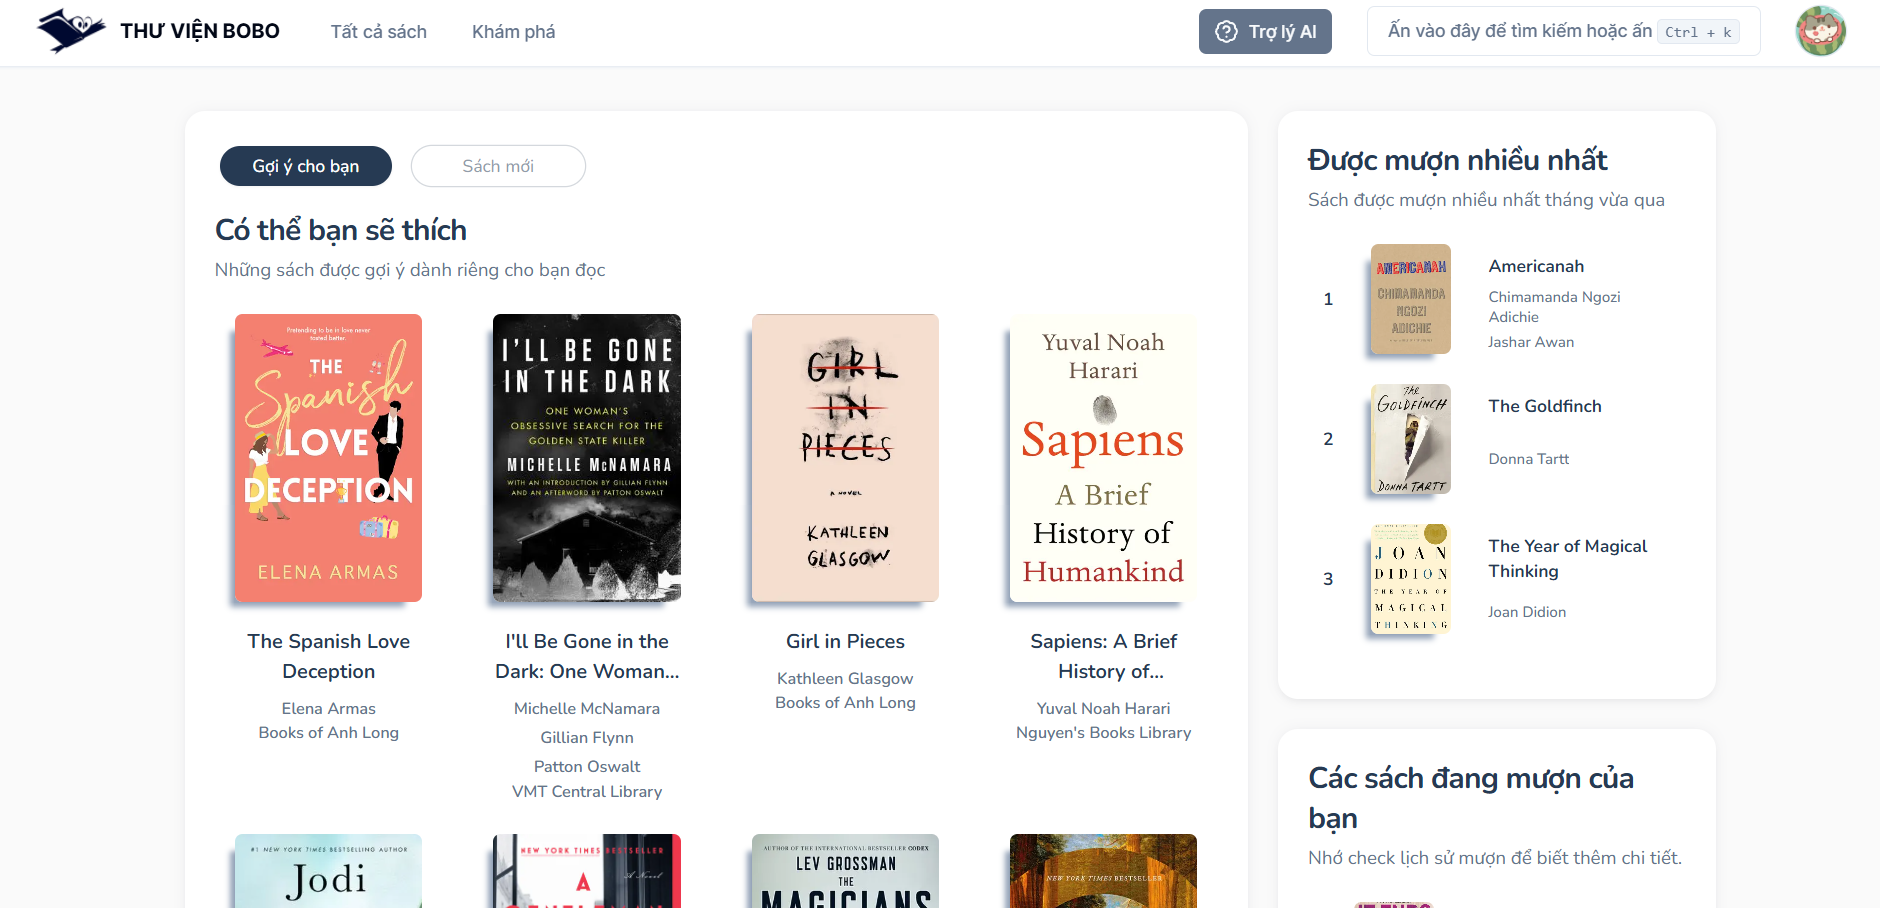 THƯ VIỆN BOBO
Tất cả sách
Khám phá
Trợ lý AI
Ấn vào đây để tìm kiếm hoặc ấn Ctrl + k
Gợi ý cho bạn
Sách mới
Có thể bạn sẽ thích
Những sách được gợi ý dành riêng cho bạn đọc
Pretending to be in love never
tasted better.
THE
Spanish
LOVE
DECEPTION
ELENA ARMAS
The Spanish Love
Deception
Elena Armas
Books of Anh Long
I'LL BE GONE
IN THE DARK
ONE WOMAN'S
OBSESSIVE SEARCH FOR THE
GOLDEN STATE KILLER
MICHELLE McNAMARA
WITH AN INTRODUCTION BY GILLIAN FLYNN
AND AN AFTERWORD BY PATTON OSWALT
I'll Be Gone in the
Dark: One Woman...
Michelle McNamara
Gillian Flynn
Patton Oswalt
VMT Central Library
GIRL
IN
PIECES
A NOVEL
KATHLEEN
GLASGOW
Girl in Pieces
Kathleen Glasgow
Books of Anh Long
Yuval Noah
Harari
Sapiens
A Brief
History of
Humankind
Sapiens: A Brief
History of...
Yuval Noah Harari
Nguyen's Books Library
#1 NEW YORK TIMES BESTSELLING AUTHOR
Jodi
NEW YORK TIMES BESTSELLER
A Novel
A
GENTLEMAN
AUTHOR OF THE INTERNATIONAL BESTSELLER CODEX
LEV GROSSMAN
THE
MAGICIANS
NEW YORK TIMES BESTSELLER
Được mượn nhiều nhất
Sách được mượn nhiều nhất tháng vừa qua
1
AMERICANAH
CHIMAMANDA
NGOZI
ADICHIE
Americanah
Chimamanda Ngozi
Adichie
Jashar Awan
2
THE
GOLDFINCH
DONNA TARTT
The Goldfinch
Donna Tartt
3
JOAN
DIDION
THE YEAR OF
MAGICAL
THINKING
The Year of Magical
Thinking
Joan Didion
Các sách đang mượn của
bạn
Nhớ check lịch sử mượn để biết thêm chi tiết.